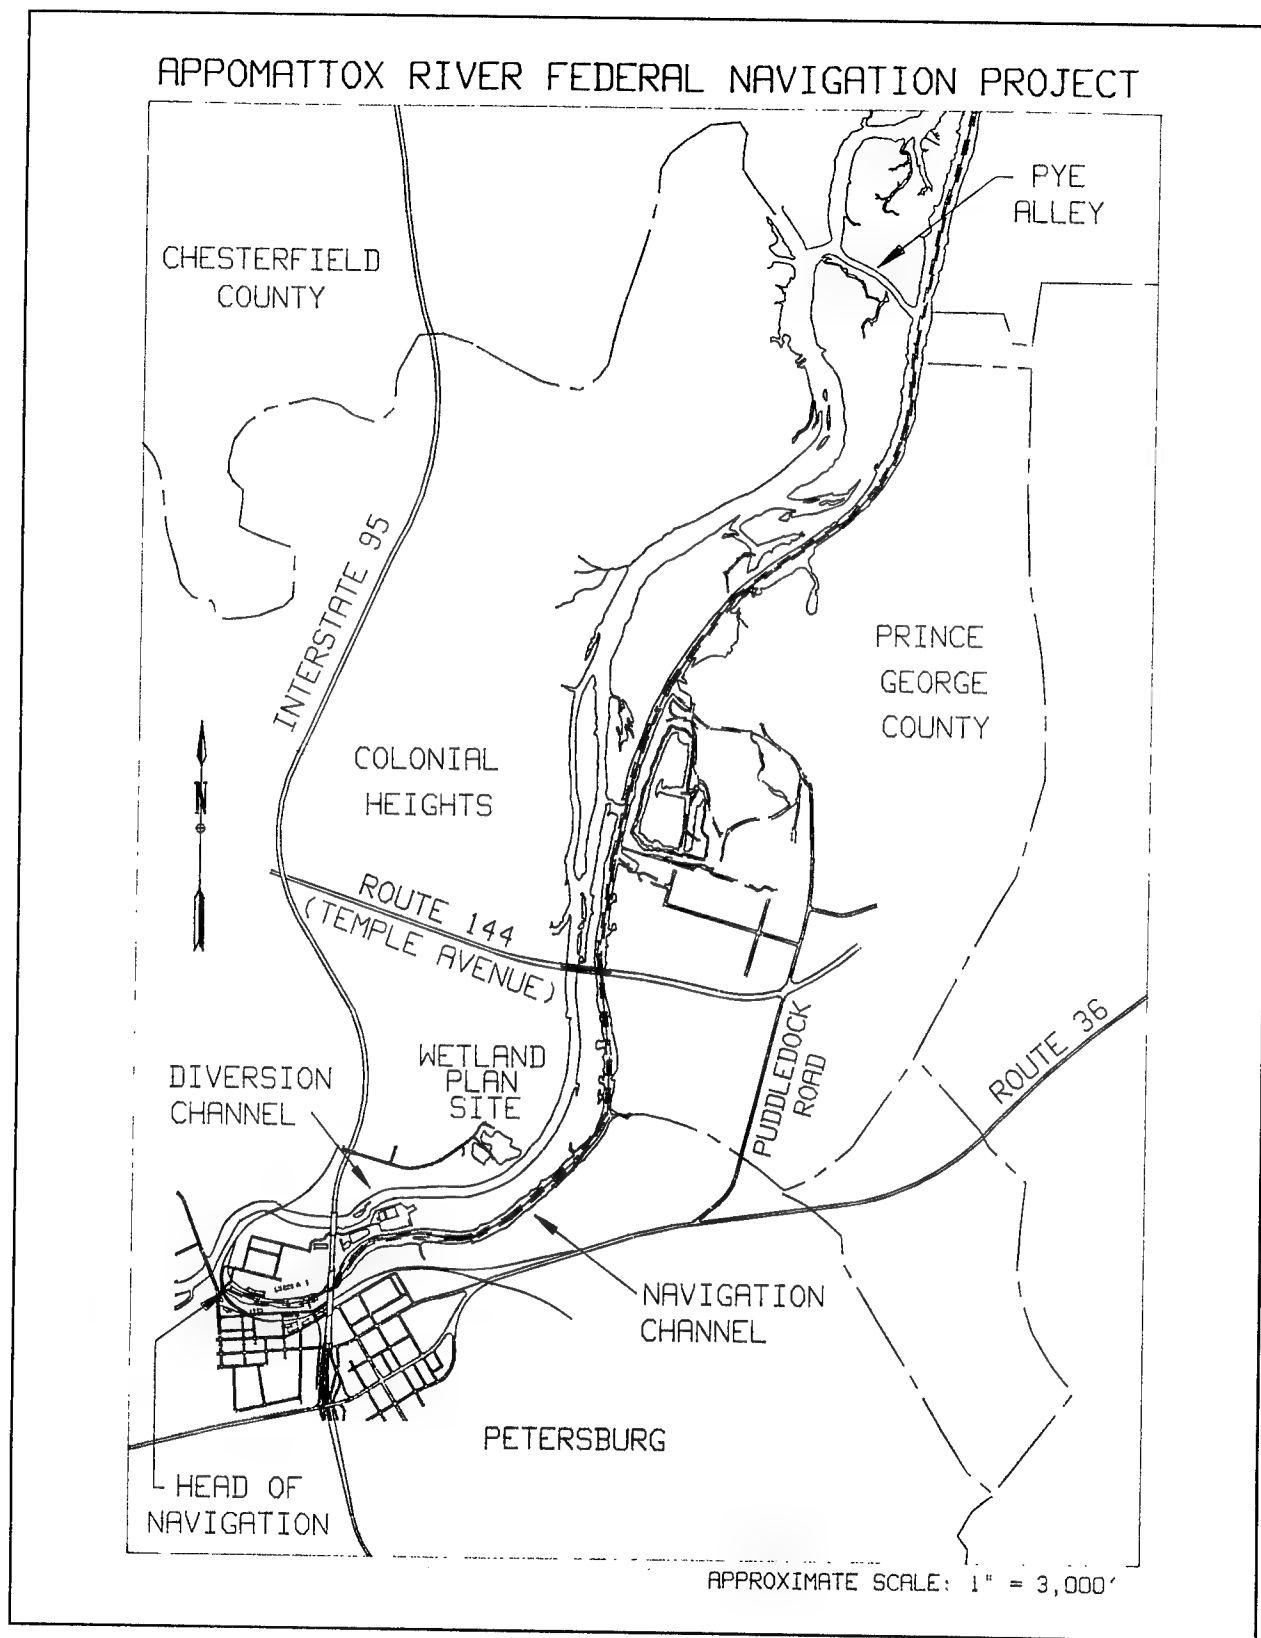 APPOMATTOX RIVER FEDERAL NAVIGATION PROJECT
PYE
ALLEY
CHESTERFIELD
COUNTY
INTERSTATE 95
PRINCE
GEORGE
COUNTY
COLONIAL
HEIGHTS
N
ROUTE 144
(TEMPLE AVENUE)
ROUTE 36
PUDDLEDOCK
ROAD
WETLAND
PLAN
SITE
DIVERSION
CHANNEL
NAVIGATION
CHANNEL
PETERSBURG
HEAD OF
NAVIGATION
APPROXIMATE SCALE: 1" = 3,000'